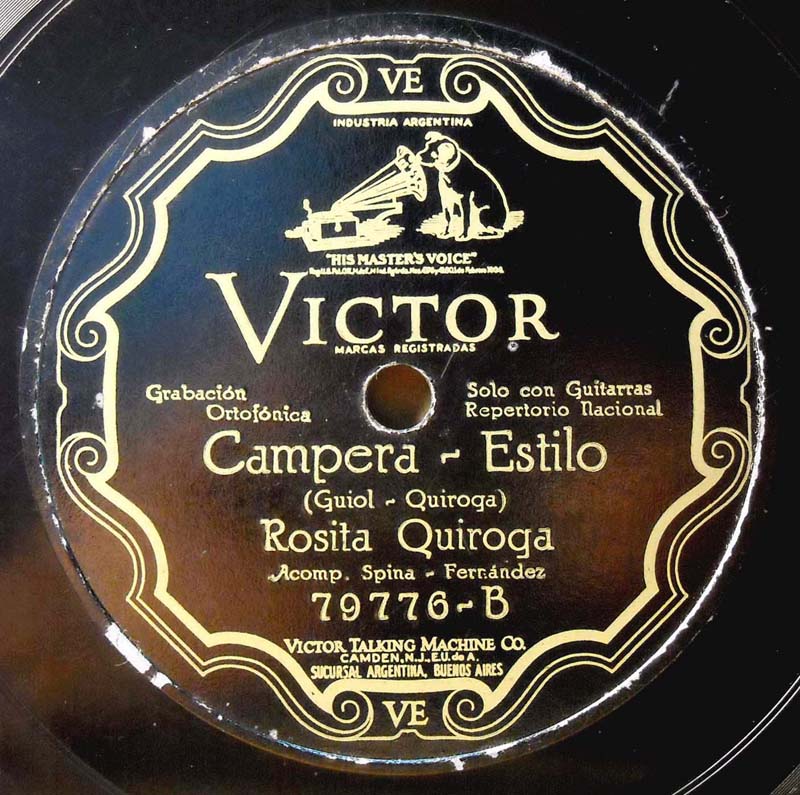 VE
INDUSTRIA ARGENTINA
"HIS MASTER'S VOICE"
VICTOR
MARCAS REGISTRADAS
Grabación
Ortofónica
Solo con Guitarras
Repertorio Nacional
Campera - Estilo
(Guiol - Quiroga)
Rosita Quiroga
Acomp. Spina - Fernández
79776-B
VICTOR TALKING MACHINE CO.
CAMDEN, N.J., E.U. de A.
SUCURSAL ARGENTINA, BUENOS AIRES
VE